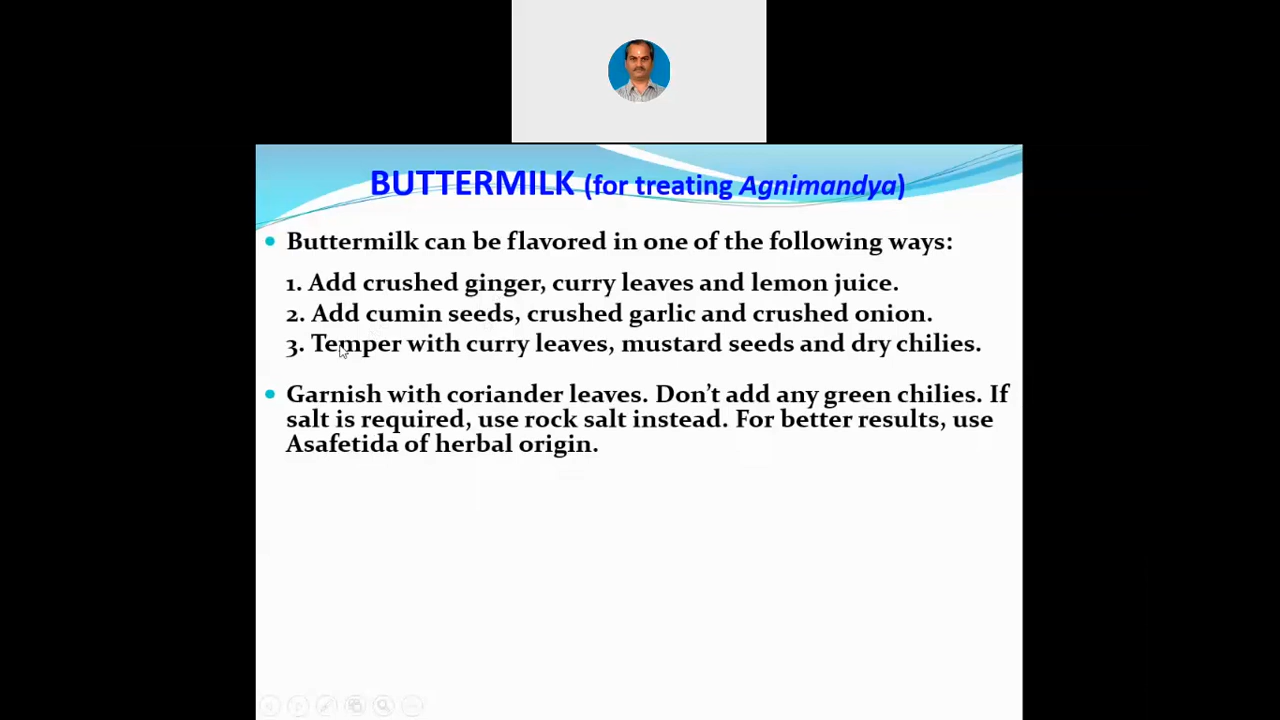 BUTTERMILK (for treating Agnimandya)
• Buttermilk can be flavored in one of the following ways:
1. Add crushed ginger, curry leaves and lemon juice.
2. Add cumin seeds, crushed garlic and crushed onion.
3. Temper with curry leaves, mustard seeds and dry chilies.
• Garnish with coriander leaves. Don’t add any green chilies. If
salt is required, use rock salt instead. For better results, use
Asafetida of herbal origin.